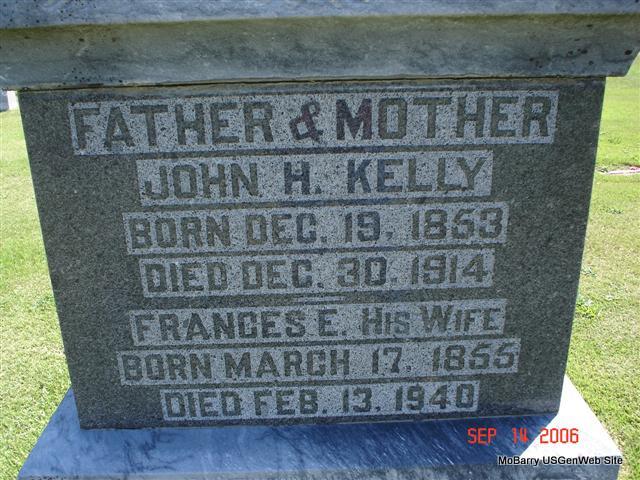 FATHER & MOTHER
JOHN H. KELLY
BORN DEC. 19, 1853
DIED DEC. 30, 1914
FRANCES E. HIS WIFE
BORN MARCH 17, 1855
DIED FEB. 13, 1940
SEP 14 2006
MoBarry USGenWeb Site